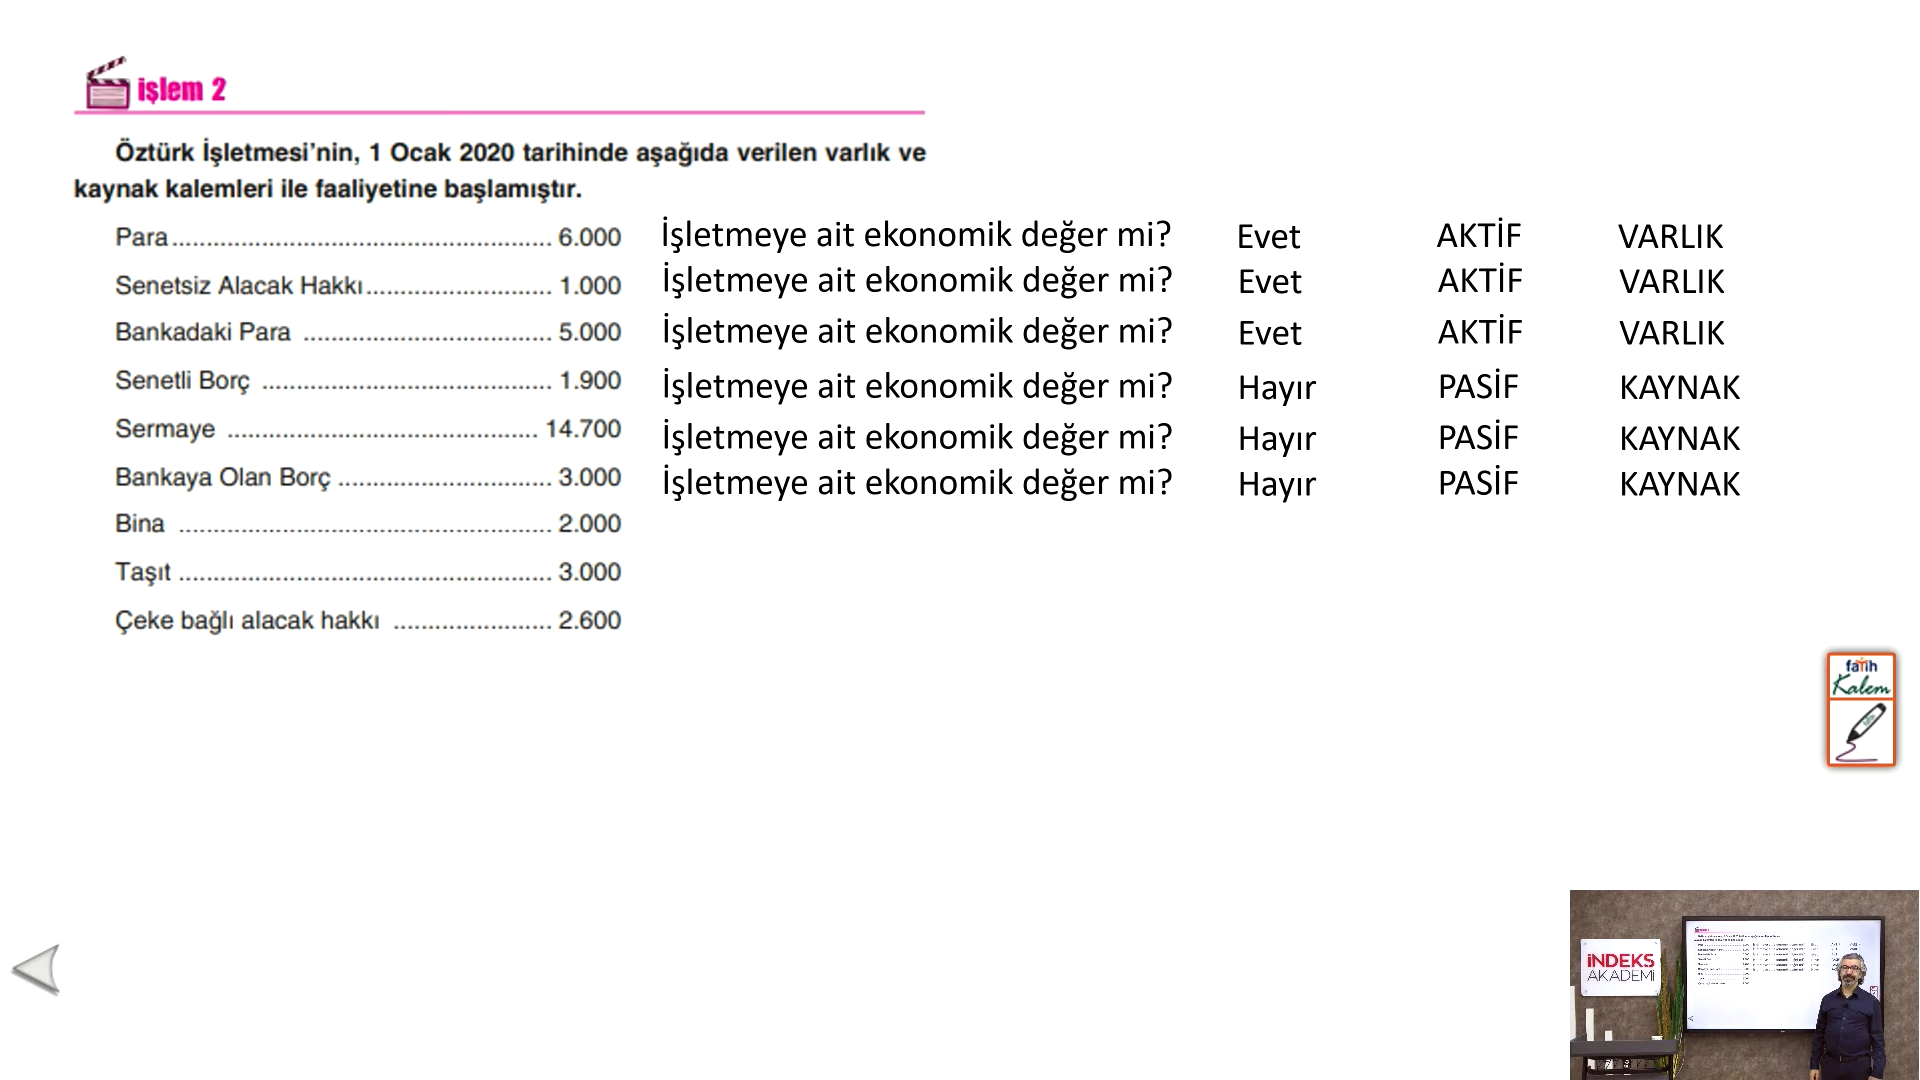 işlem 2
Öztürk İşletmesi'nin, 1 Ocak 2020 tarihinde aşağıda verilen varlık ve
kaynak kalemleri ile faaliyetine başlamıştır.
Para ....................................................... 6.000 İşletmeye ait ekonomik değer mi? Evet AKTİF VARLIK
Senetsiz Alacak Hakkı ........................... 1.000 İşletmeye ait ekonomik değer mi? Evet AKTİF VARLIK
Bankadaki Para .................................... 5.000 İşletmeye ait ekonomik değer mi? Evet AKTİF VARLIK
Senetli Borç .......................................... 1.900 İşletmeye ait ekonomik değer mi? Hayır PASİF KAYNAK
Sermaye ............................................. 14.700 İşletmeye ait ekonomik değer mi? Hayır PASİF KAYNAK
Bankaya Olan Borç ............................... 3.000 İşletmeye ait ekonomik değer mi? Hayır PASİF KAYNAK
Bina ...................................................... 2.000
Taşıt ...................................................... 3.000
Çeke bağlı alacak hakkı ....................... 2.600
fatih
Kalem
İNDEKS
AKADEMİ